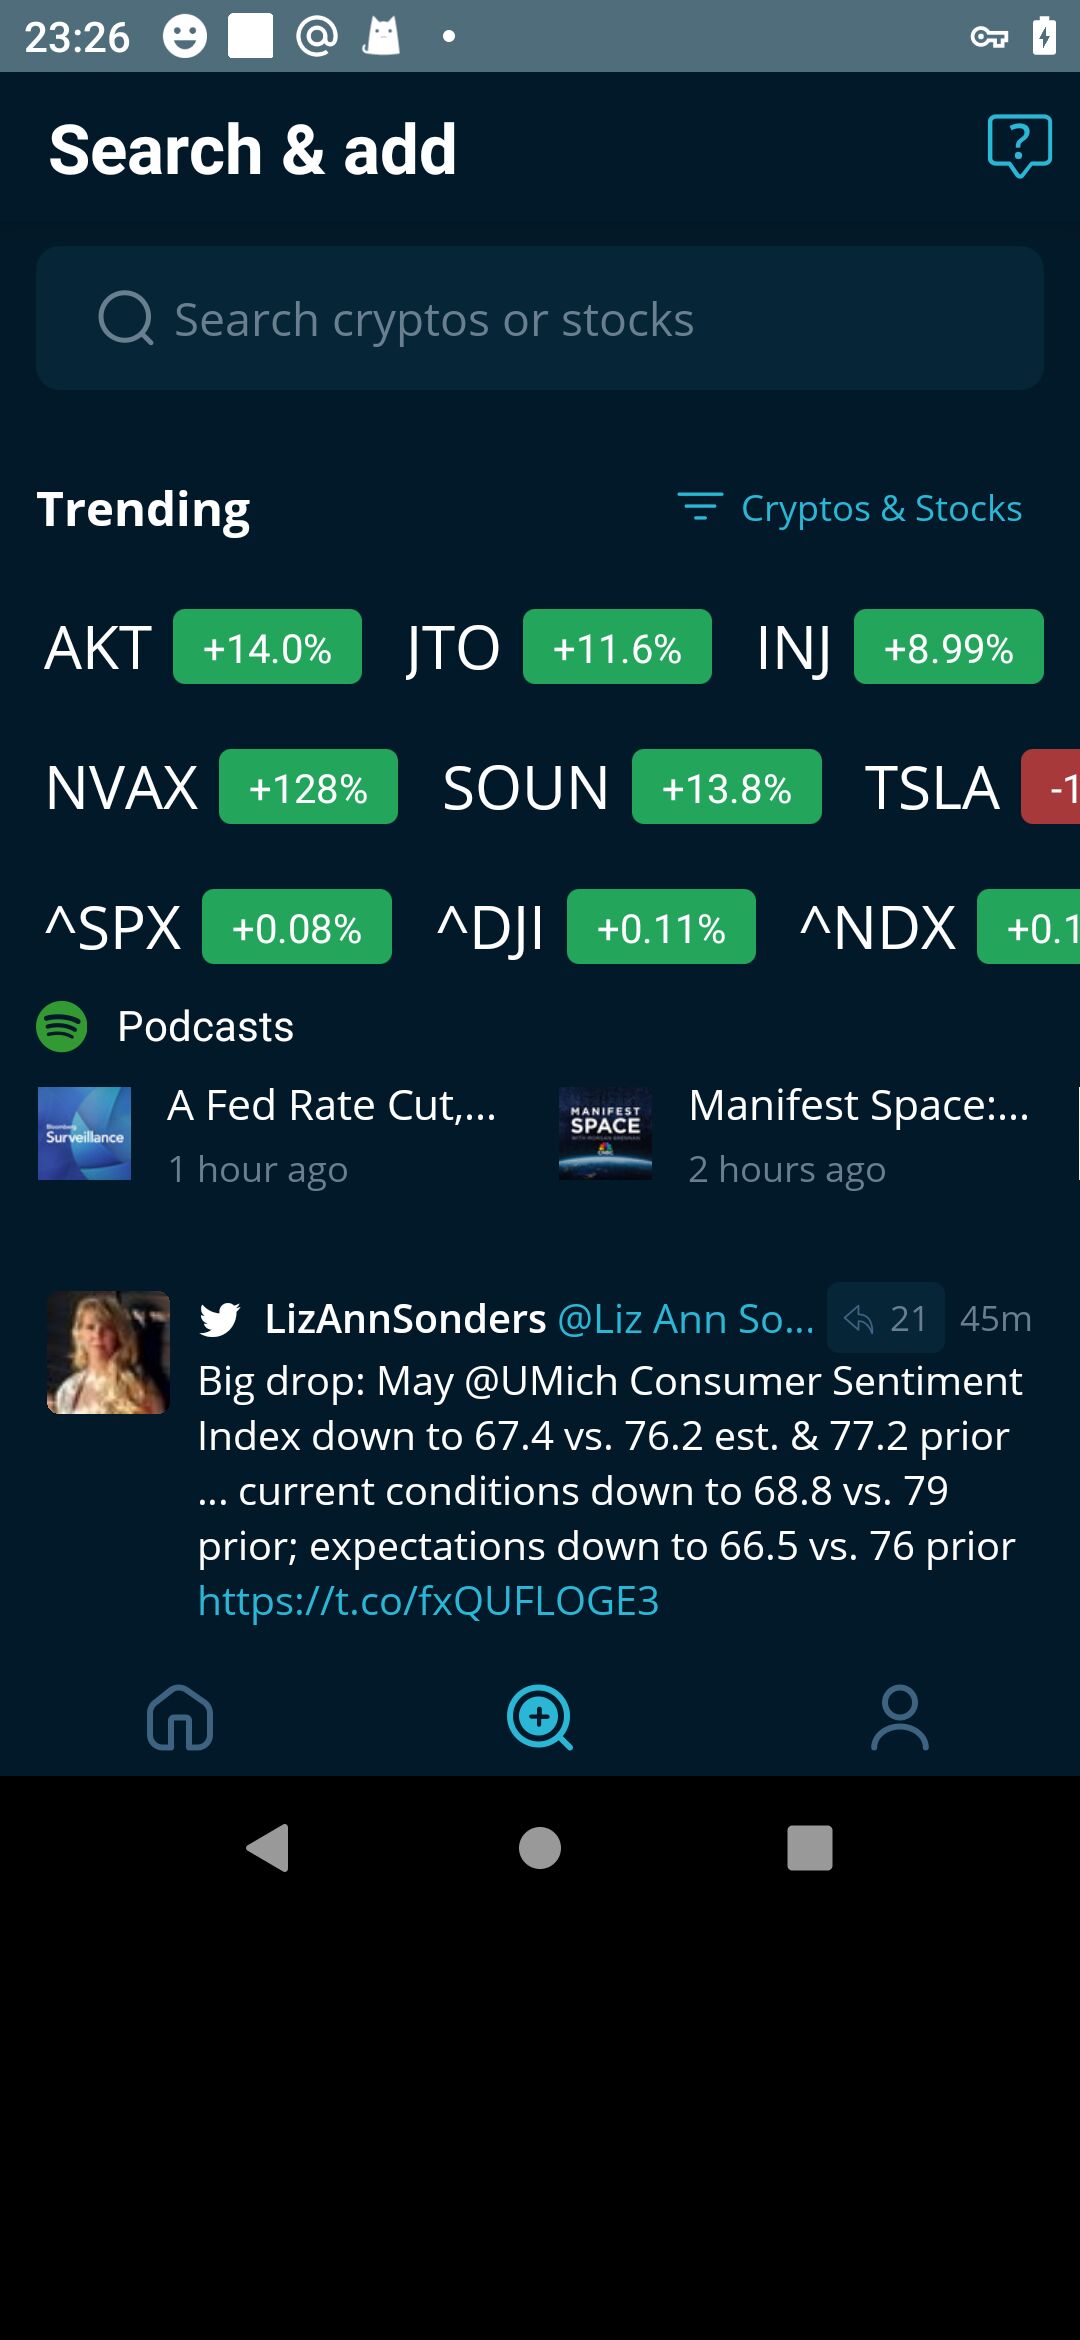 23:26
Search & add
?
Search cryptos or stocks
Trending
Cryptos & Stocks
AKT +14.0% JTO +11.6% INJ +8.99%
NVAX +128% SOUN +13.8% TSLA -1
^SPX +0.08% ^DJI +0.11% ^NDX +0.1
Podcasts
Bloomberg
Surveillance
A Fed Rate Cut,...
1 hour ago
MANIFEST
SPACE
WITH MORGAN BRENNAN
CNBC
Manifest Space:...
2 hours ago
LizAnnSonders @Liz Ann So... 21 45m
Big drop: May @UMich Consumer Sentiment
Index down to 67.4 vs. 76.2 est. & 77.2 prior
... current conditions down to 68.8 vs. 79
prior; expectations down to 66.5 vs. 76 prior
https://t.co/fxQUFLOGE3